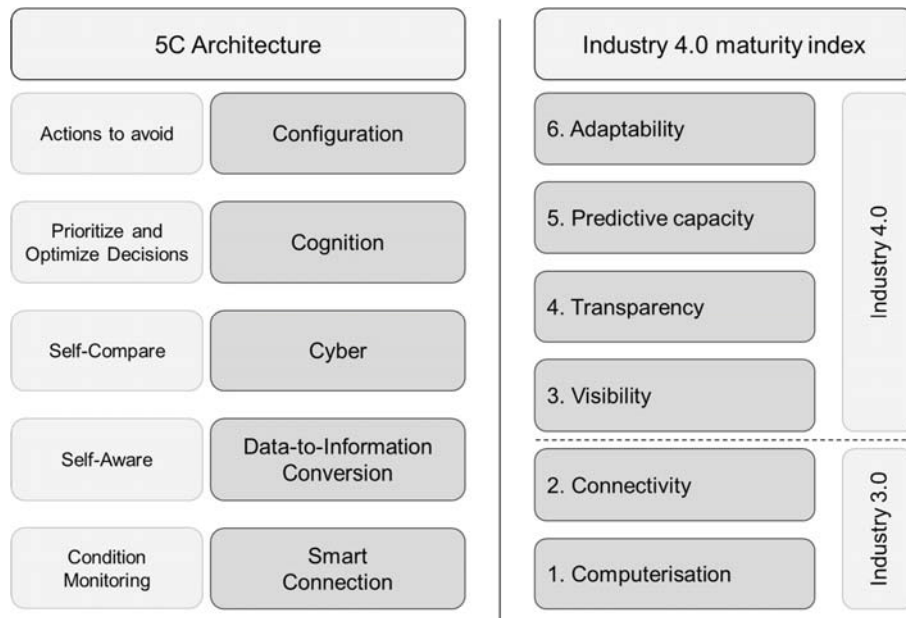 5C Architecture
Actions to avoid
Configuration
Prioritize and
Optimize Decisions
Cognition
Self-Compare
Cyber
Self-Aware
Data-to-Information
Conversion
Condition
Monitoring
Smart
Connection
Industry 4.0 maturity index
6. Adaptability
5. Predictive capacity
4. Transparency
3. Visibility
Industry 4.0
2. Connectivity
1. Computerisation
Industry 3.0